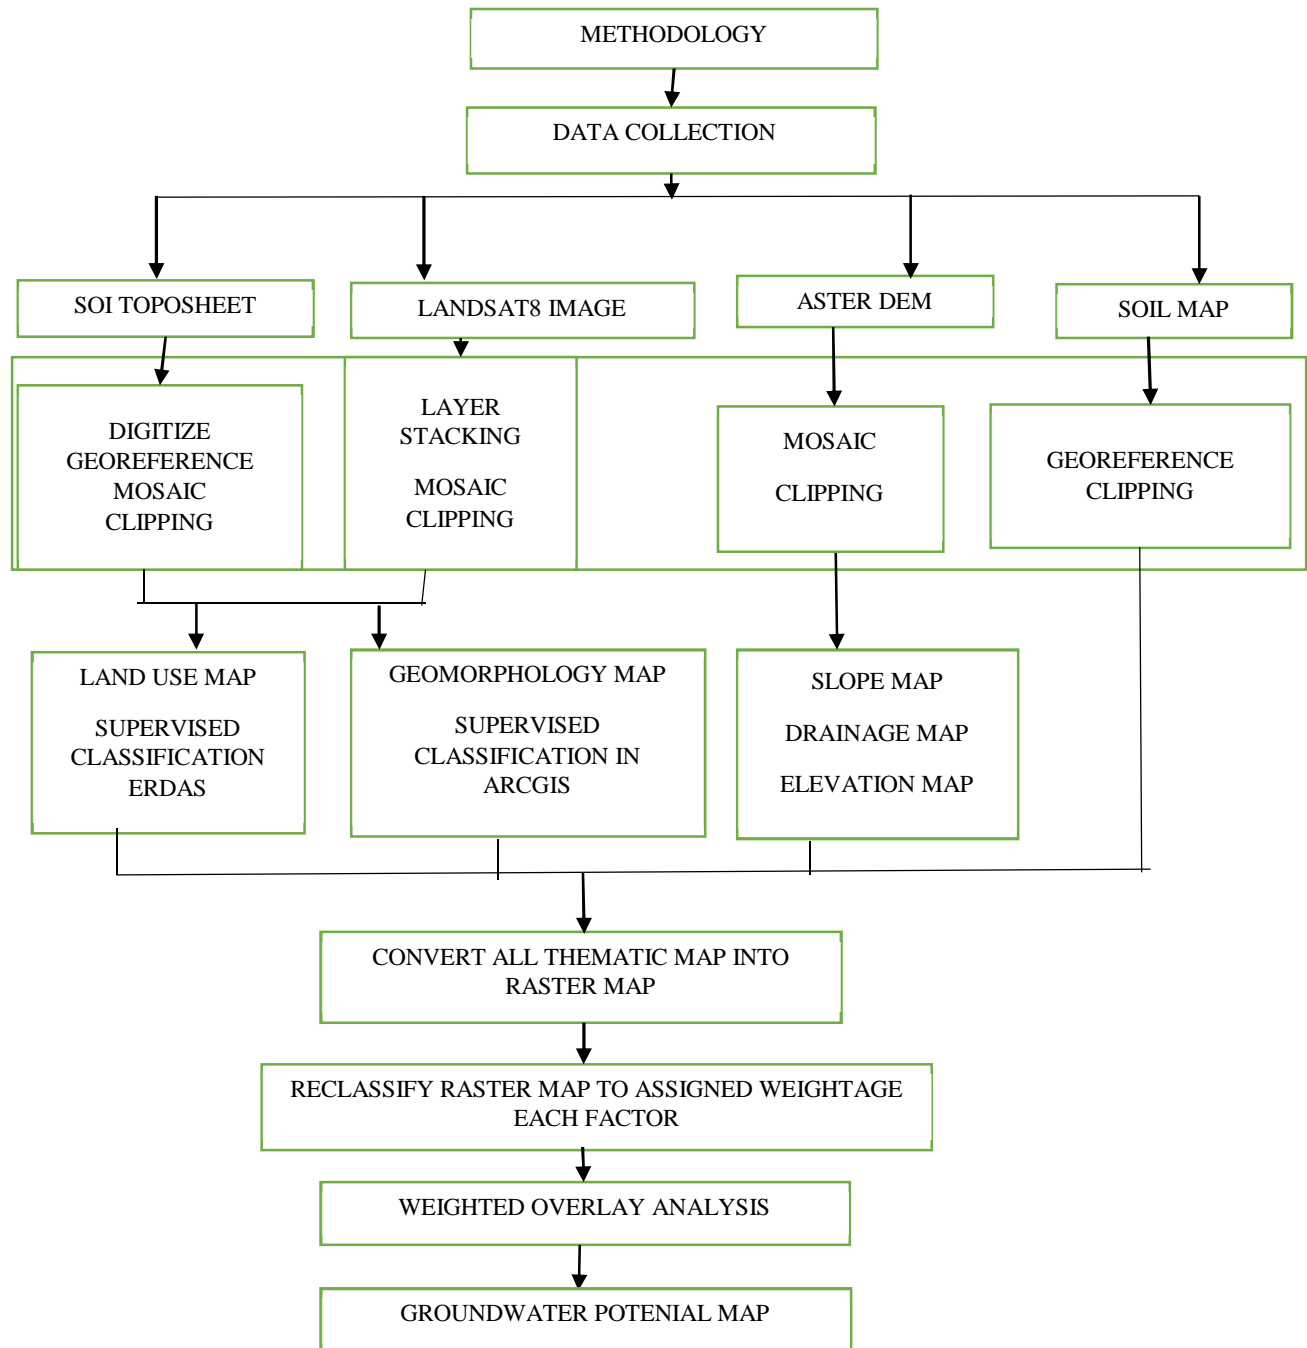 METHODOLOGY
DATA COLLECTION
SOI TOPOSHEET
LANDSAT8 IMAGE
ASTER DEM
SOIL MAP
DIGITIZE
GEOREFERENCE
MOSAIC
CLIPPING
LAYER
STACKING
MOSAIC
CLIPPING
MOSAIC
CLIPPING
GEOREFERENCE
CLIPPING
LAND USE MAP
SUPERVISED
CLASSIFICATION
ERDAS
GEOMORPHOLOGY MAP
SUPERVISED
CLASSIFICATION IN
ARCGIS
SLOPE MAP
DRAINAGE MAP
ELEVATION MAP
CONVERT ALL THEMATIC MAP INTO
RASTER MAP
RECLASSIFY RASTER MAP TO ASSIGNED WEIGHTAGE
EACH FACTOR
WEIGHTED OVERLAY ANALYSIS
GROUNDWATER POTENIAL MAP